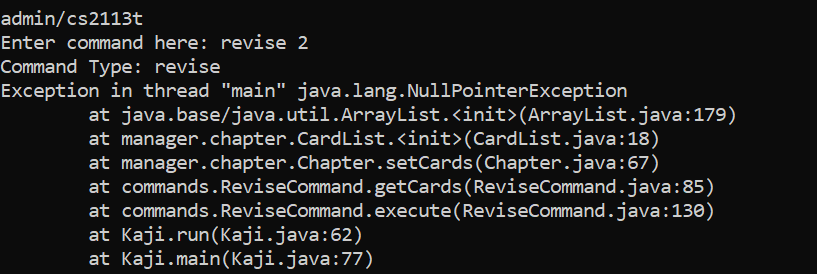 admin/cs2113t
Enter command here: revise 2
Command Type: revise
Exception in thread "main" java.lang.NullPointerException
        at java.base/java.util.ArrayList.<init>(ArrayList.java:179)
        at manager.chapter.CardList.<init>(CardList.java:18)
        at manager.chapter.Chapter.setCards(Chapter.java:67)
        at commands.ReviseCommand.getCards(ReviseCommand.java:85)
        at commands.ReviseCommand.execute(ReviseCommand.java:130)
        at Kaji.run(Kaji.java:62)
        at Kaji.main(Kaji.java:77)